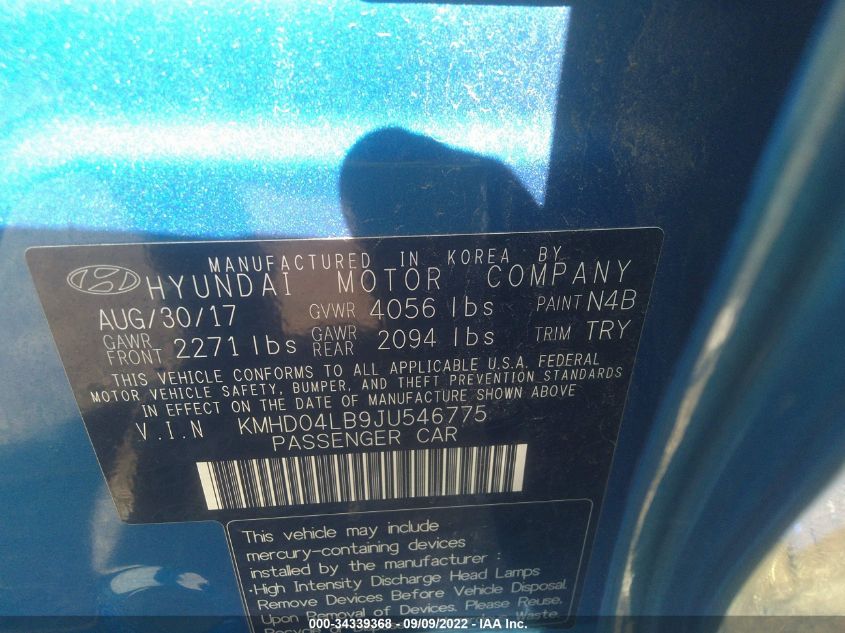 MANUFACTURED IN KOREA BY
HYUNDAI MOTOR COMPANY
AUG/30/17 GVWR 4056 lbs PAINT N4B
GAWR FRONT 2271 lbs GAWR REAR 2094 lbs TRIM TRY
THIS VEHICLE CONFORMS TO ALL APPLICABLE U.S.A. FEDERAL
MOTOR VEHICLE SAFETY, BUMPER, AND THEFT PREVENTION STANDARDS
IN EFFECT ON THE DATE OF MANUFACTURE SHOWN ABOVE
V.I.N KMHD04LB9JU546775
PASSENGER CAR
This vehicle may include
mercury-containing devices
installed by the manufacturer :
·High Intensity Discharge Head Lamps
Remove Devices Before Vehicle Disposal.
Upon Removal of Devices. Please Reuse,
Waste.
000-34339368 - 09/09/2022 - IAA Inc.